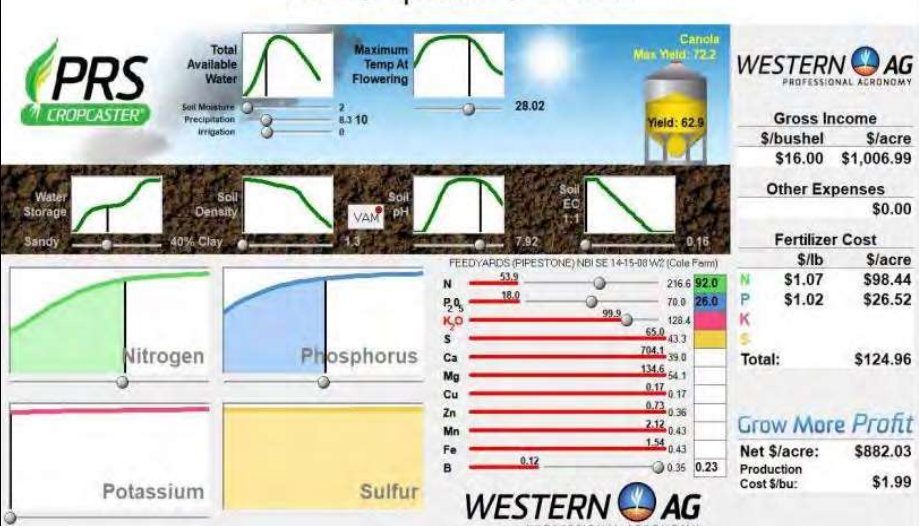 PRS
CROPCASTER®
Total
Available
Water
Soil Moisture 2
Precipitation 8.3 10
Irrigation 0
Maximum
Temp At
Flowering
28.02
Canola
Max Yield: 72.2
Yield: 62.9
WESTERN AG
PROFESSIONAL AGRONOMY
Gross Income
$/bushel $/acre
$16.00 $1,006.99
Other Expenses
$0.00
Fertilizer Cost
$/lb $/acre
N $1.07 $98.44
P $1.02 $26.52
K
S
Total: $124.96
Grow More Profit
Net $/acre: $882.03
Production
Cost $/bu: $1.99
Water
Storage
Sandy 40% Clay
Soil
Density
1.3
VAM
Soil
pH
7.92
Soil
EC
1:1
0.16
Nitrogen
Phosphorus
Potassium
Sulfur
FEEDYARDS (PIPESTONE) NBI SE 14-15-08 W2 (Cole Farm)
N 53.9 216.6 92.0
P2O5 18.0 70.0 26.0
K2O 99.9 128.4
S 65.0 43.3
Ca 704.1 39.0
Mg 134.6 54.1
Cu 0.17 0.17
Zn 0.73 0.36
Mn 2.12 0.43
Fe 1.54 0.43
B 0.12 0.35 0.23
WESTERN AG